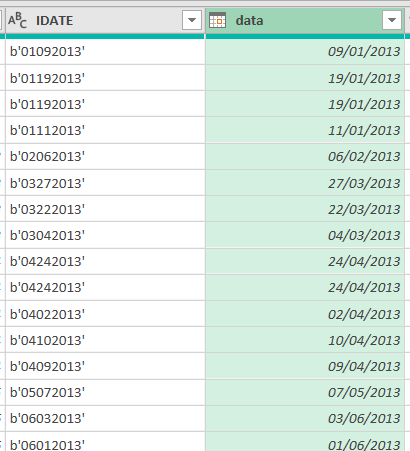 ABC IDATE data
b'01092013' 09/01/2013
b'01192013' 19/01/2013
b'01192013' 19/01/2013
b'01112013' 11/01/2013
b'02062013' 06/02/2013
b'03272013' 27/03/2013
b'03222013' 22/03/2013
b'03042013' 04/03/2013
b'04242013' 24/04/2013
b'04242013' 24/04/2013
b'04022013' 02/04/2013
b'04102013' 10/04/2013
b'04092013' 09/04/2013
b'05072013' 07/05/2013
b'06032013' 03/06/2013
b'06012013' 01/06/2013